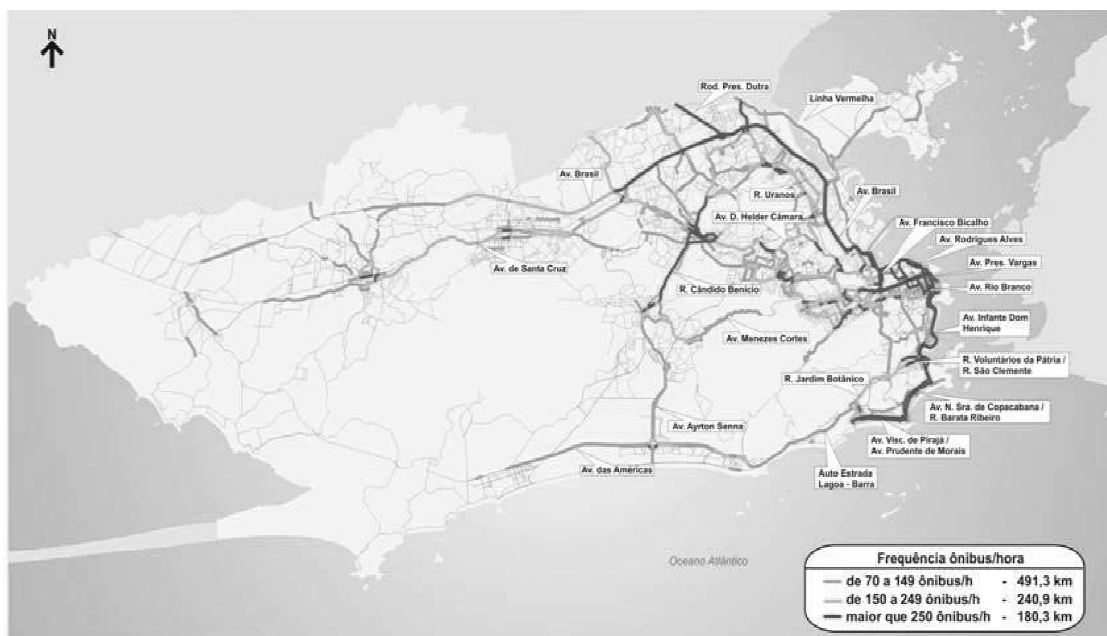 N
Rod. Pres. Dutra
Linha Vermelha
Av. Brasil
R. Uranos
Av. Brasil
Av. D. Helder Câmara
Av. Francisco Bicalho
Av. Rodrigues Alves
Av. Pres. Vargas
Av. de Santa Cruz
R. Cândido Benício
Av. Rio Branco
Av. Infante Dom
Henrique
Av. Menezes Cortes
R. Voluntários da Pátria /
R. São Clemente
R. Jardim Botânico
Av. N. Sra. de Copacabana /
R. Barata Ribeiro
Av. Ayrton Senna
Av. Visc. de Pirajá /
Av. Prudente de Morais
Av. das Américas
Auto Estrada
Lagoa - Barra
Oceano Atlântico
Frequência ônibus/hora
de 70 a 149 ônibus/h - 491,3 km
de 150 a 249 ônibus/h - 240,9 km
maior que 250 ônibus/h - 180,3 km